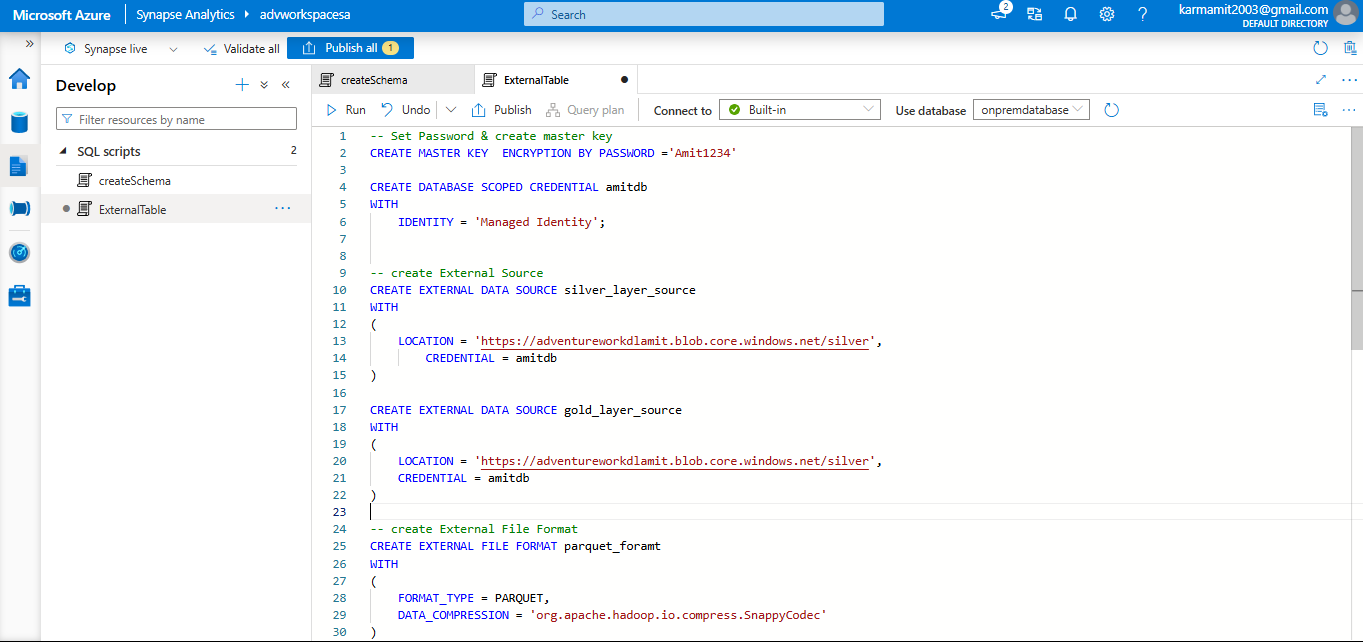 Microsoft Azure
Synapse Analytics
advworkspacesa
Search
2
karmamit2003@gmail.com
DEFAULT DIRECTORY
Synapse live
Validate all
Publish all 1
Develop
Filter resources by name
SQL scripts 2
createSchema
ExternalTable
createSchema
ExternalTable
Run
Undo
Publish
Query plan
Connect to
Built-in
Use database
onpremdatabase
1 -- Set Password & create master key
2 CREATE MASTER KEY  ENCRYPTION BY PASSWORD ='Amit1234'
3
4 CREATE DATABASE SCOPED CREDENTIAL amitdb
5 WITH
6     IDENTITY = 'Managed Identity';
7
8
9 -- create External Source
10 CREATE EXTERNAL DATA SOURCE silver_layer_source
11 WITH
12 (
13     LOCATION = 'https://adventureworkdlamit.blob.core.windows.net/silver',
14         CREDENTIAL = amitdb
15 )
16
17 CREATE EXTERNAL DATA SOURCE gold_layer_source
18 WITH
19 (
20     LOCATION = 'https://adventureworkdlamit.blob.core.windows.net/silver',
21     CREDENTIAL = amitdb
22 )
23
24 -- create External File Format
25 CREATE EXTERNAL FILE FORMAT parquet_foramt
26 WITH
27 (
28     FORMAT_TYPE = PARQUET,
29     DATA_COMPRESSION = 'org.apache.hadoop.io.compress.SnappyCodec'
30 )